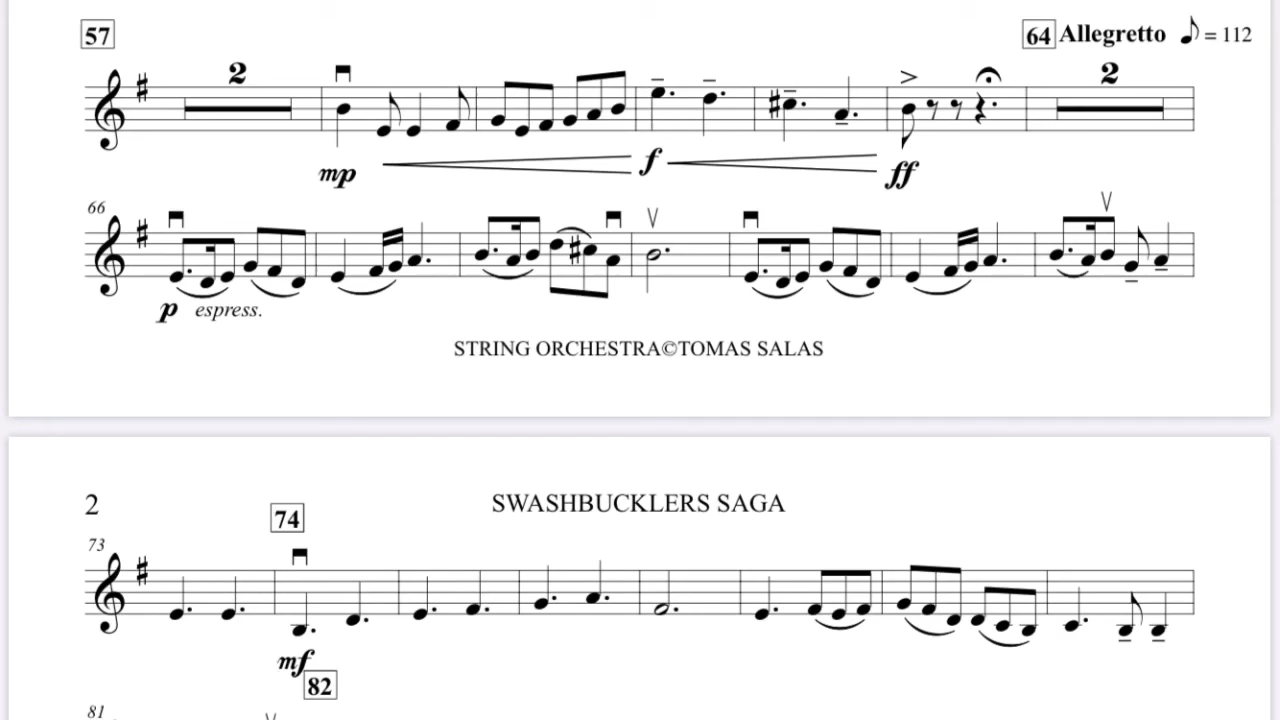 57
64 Allegretto ♪ = 112
2
2
mp
f
ff
66
p espress.
STRING ORCHESTRA©TOMAS SALAS
2
SWASHBUCKLERS SAGA
74
73
mf
82
81